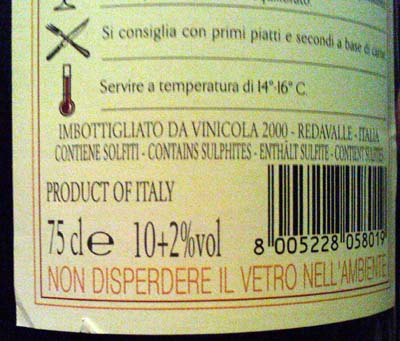 Si consiglia con primi piatti e secondi a base di carne
Servire a temperatura di 14°-16° C.
IMBOTTIGLIATO DA VINICOLA 2000 - REDAVALLE - ITALIA
CONTIENE SOLFITI - CONTAINS SULPHITES - ENTHÄLT SULFITE - CONTIENT SULFITES
PRODUCT OF ITALY
75 cl e 10+2%vol
8 005228 058019
NON DISPERDERE IL VETRO NELL'AMBIENTE